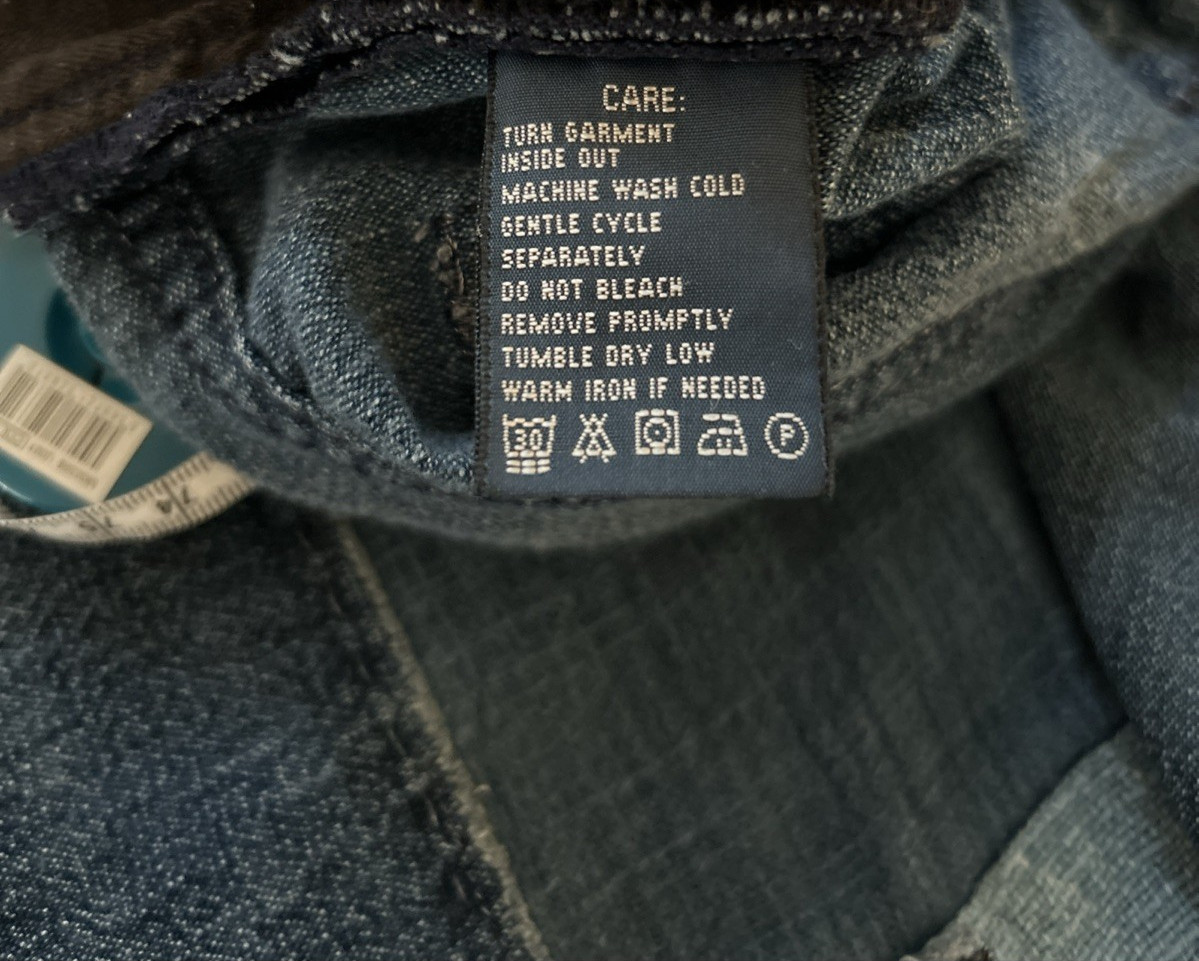 CARE:
TURN GARMENT
INSIDE OUT
MACHINE WASH COLD
GENTLE CYCLE
SEPARATELY
DO NOT BLEACH
REMOVE PROMPTLY
TUMBLE DRY LOW
WARM IRON IF NEEDED
30 P